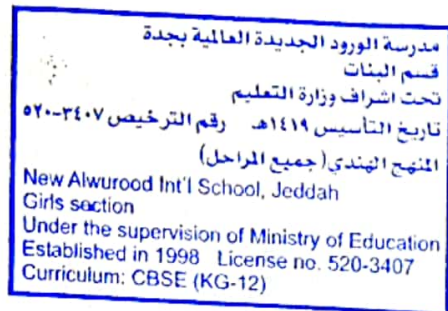 مدرسة الورود الجديدة العالمية بجدة
قسم البنات
تحت اشراف وزارة التعليم
تاريخ التأسيس ١٤١٩هـ رقم الترخيص ٣٤٠٧-٥٢٠
المنهج الهندي (جميع المراحل)
New Alwurood Int'l School, Jeddah
Girls section
Under the supervision of Ministry of Education
Established in 1998 License no. 520-3407
Curriculum: CBSE (KG-12)